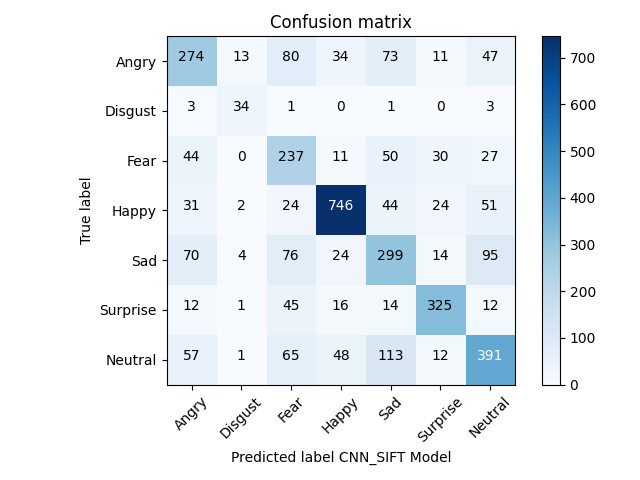 Confusion matrix
Angry 274 13 80 34 73 11 47
Disgust 3 34 1 0 1 0 3
Fear 44 0 237 11 50 30 27
Happy 31 2 24 746 44 24 51
Sad 70 4 76 24 299 14 95
Surprise 12 1 45 16 14 325 12
Neutral 57 1 65 48 113 12 391
Angry Disgust Fear Happy Sad Surprise Neutral
True label
Predicted label CNN_SIFT Model
700
600
500
400
300
200
100
0